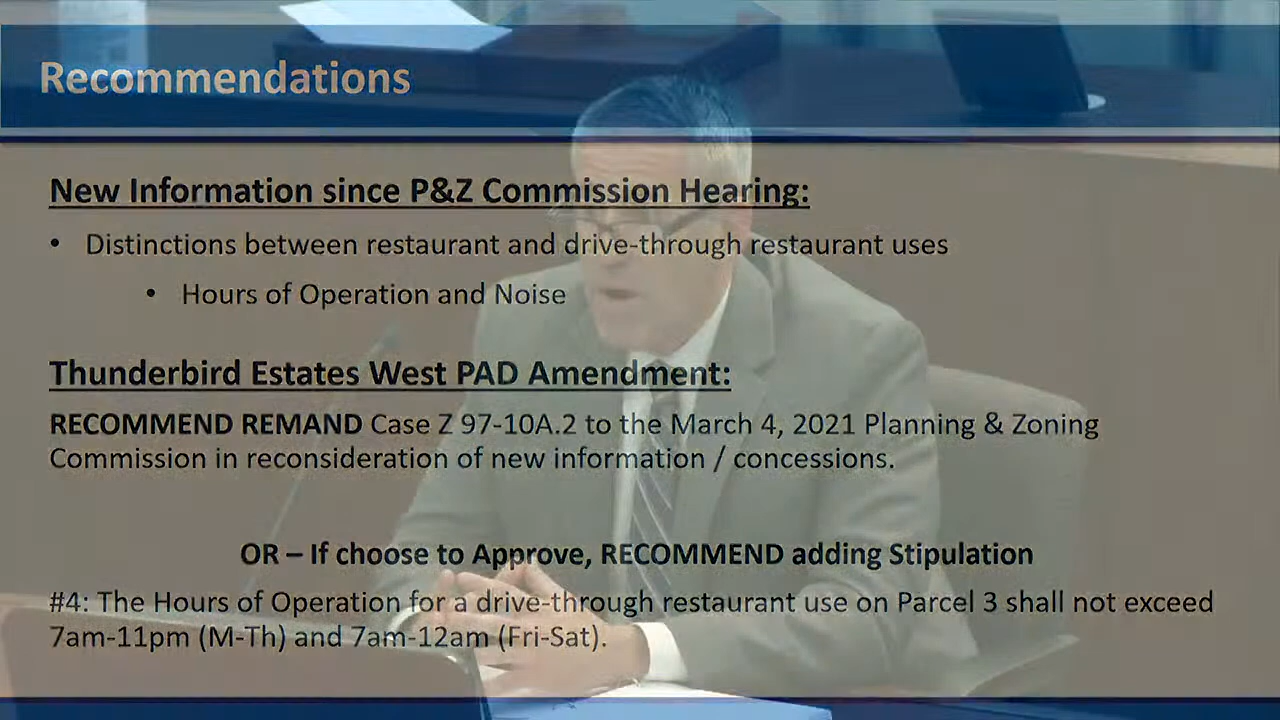 Recommendations
New Information since P&Z Commission Hearing:
• Distinctions between restaurant and drive-through restaurant uses
• Hours of Operation and Noise
Thunderbird Estates West PAD Amendment:
RECOMMEND REMAND Case Z 97-10A.2 to the March 4, 2021 Planning & Zoning
Commission in reconsideration of new information / concessions.
OR – If choose to Approve, RECOMMEND adding Stipulation
#4: The Hours of Operation for a drive-through restaurant use on Parcel 3 shall not exceed
7am-11pm (M-Th) and 7am-12am (Fri-Sat).